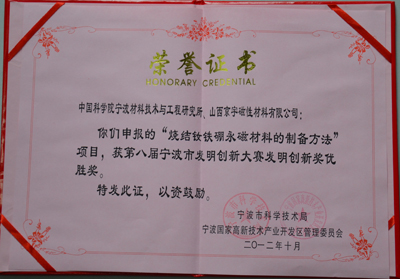 荣誉证书
HONORARY CREDENTIAL
中国科学院宁波材料技术与工程研究所、山西京宇磁性材料有限公司：
你们申报的“烧结钕铁硼永磁材料的制备方法”
项目，获第八届宁波市发明创新大赛发明创新奖优
胜奖。
特发此证，以资鼓励。
宁波市科学技术局
宁波国家高新技术产业开发区管理委员会
二〇一二年十月